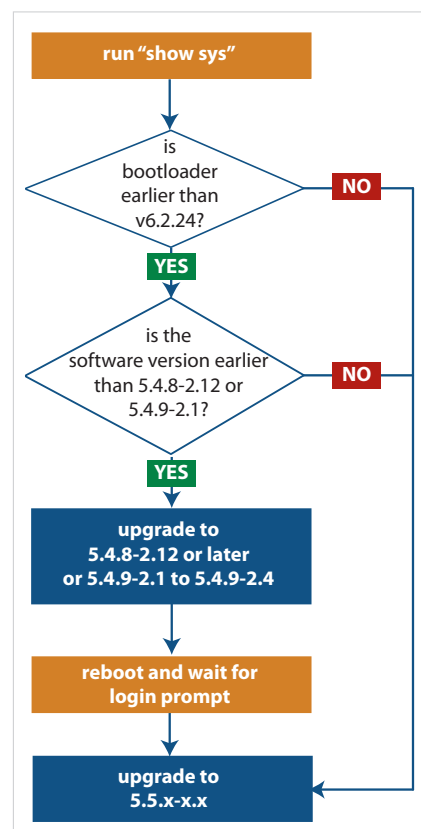 run “show sys”
is
bootloader
earlier than
v6.2.24?
NO
YES
is the
software version earlier
than 5.4.8-2.12 or
5.4.9-2.1?
NO
YES
upgrade to
5.4.8-2.12 or later
or 5.4.9-2.1 to 5.4.9-2.4
reboot and wait for
login prompt
upgrade to
5.5.x-x.x